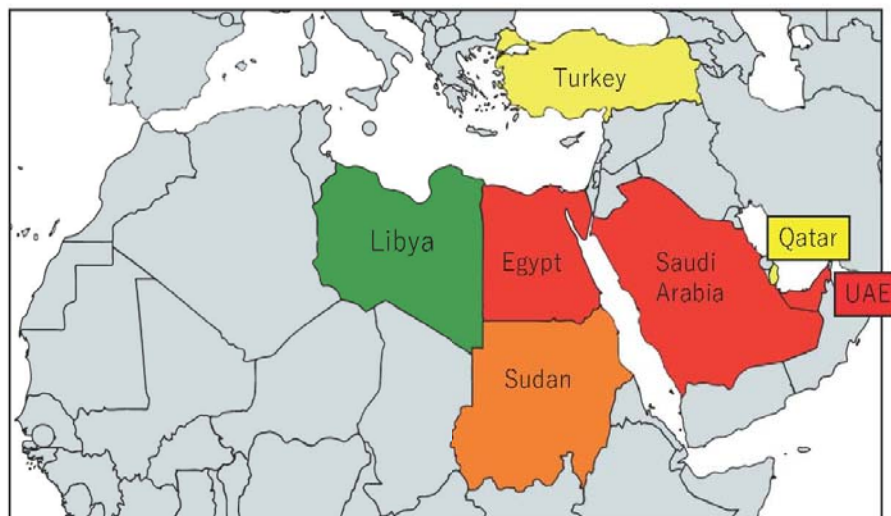 Turkey
Libya
Egypt
Saudi
Arabia
Qatar
UAE
Sudan